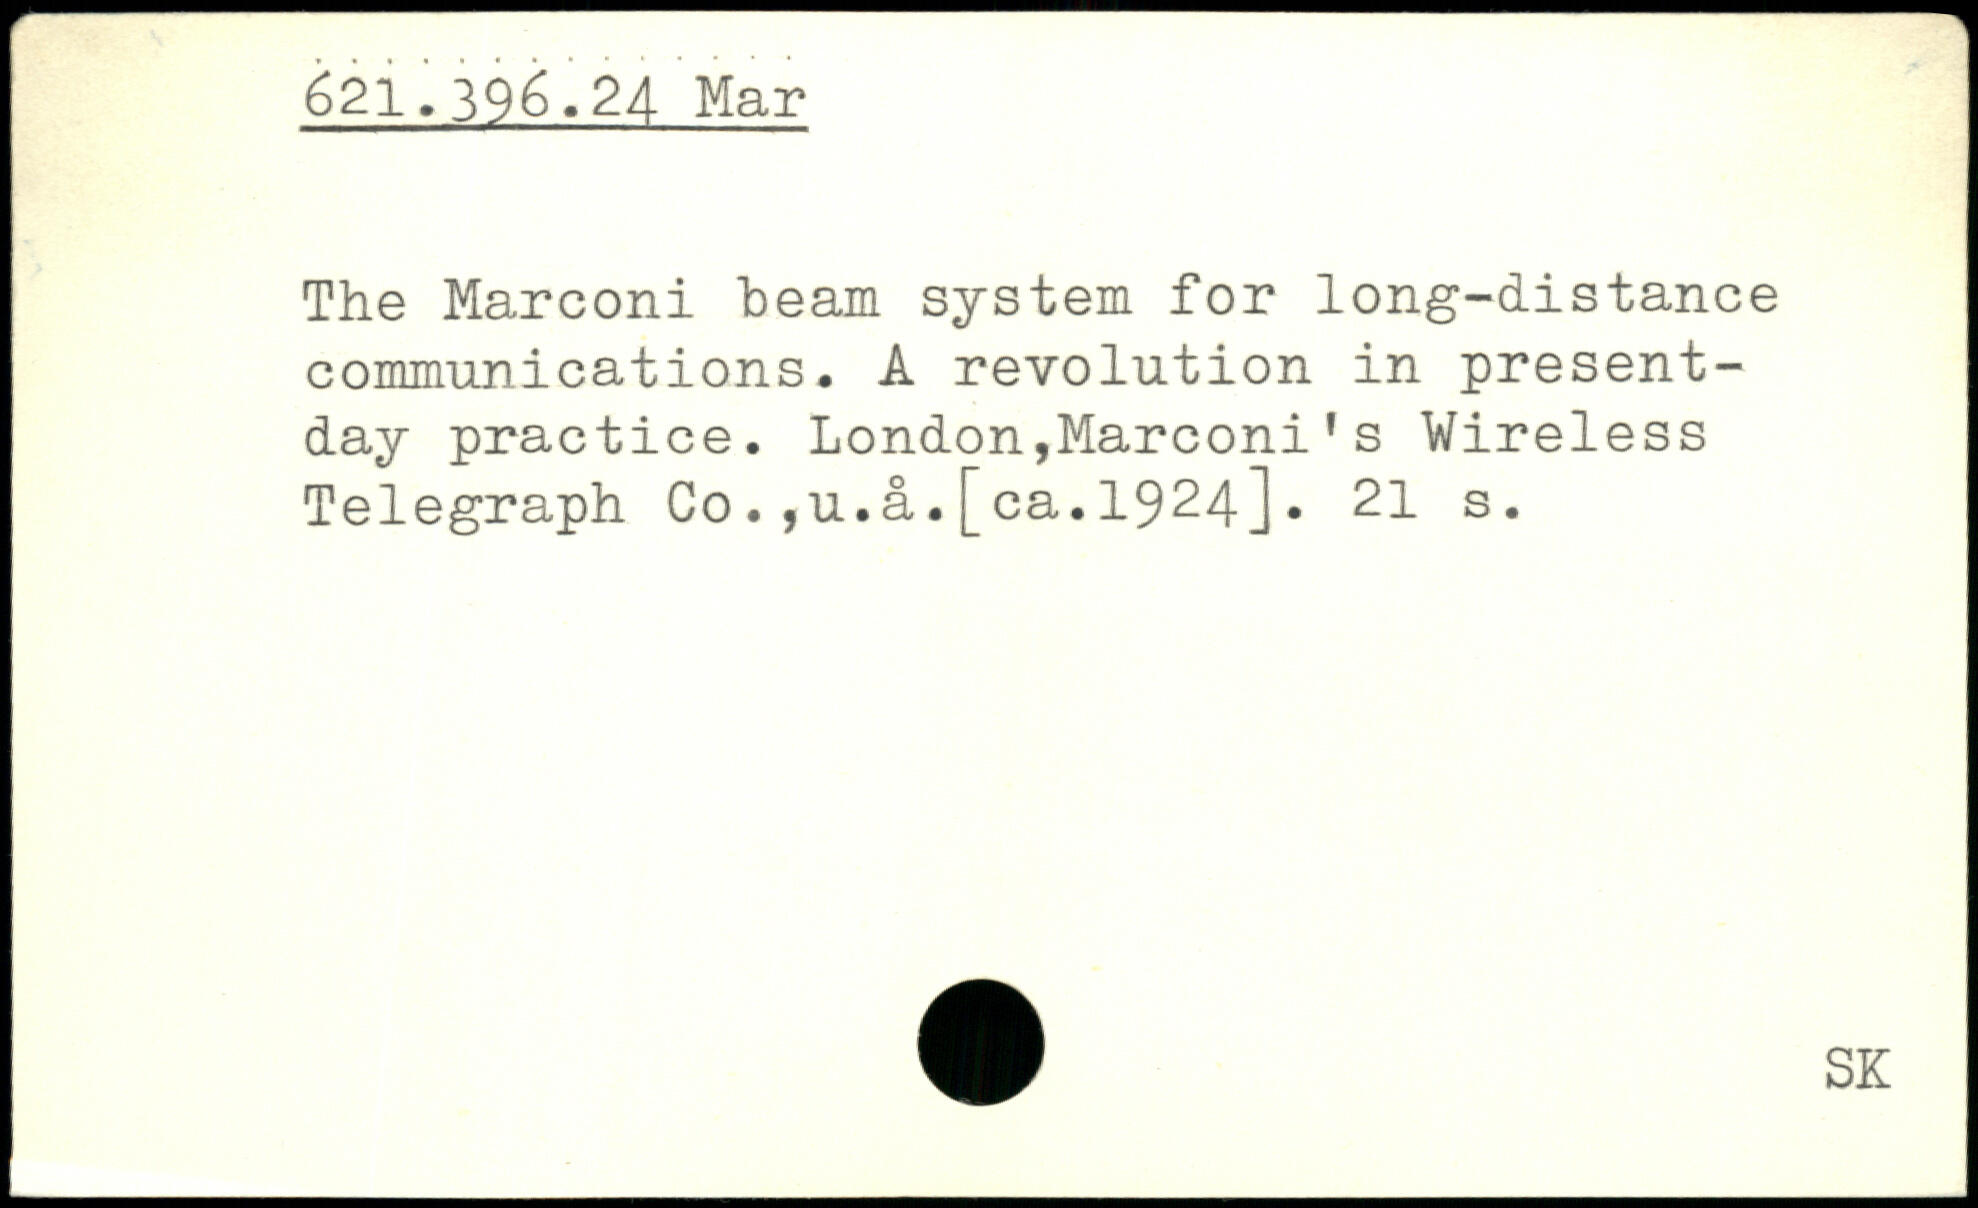 621.396.24 Mar
The Marconi beam system for long-distance
communications. A revolution in present-
day practice. London,Marconi's Wireless
Telegraph Co.,u.å.[ca.1924]. 21 s.
SK